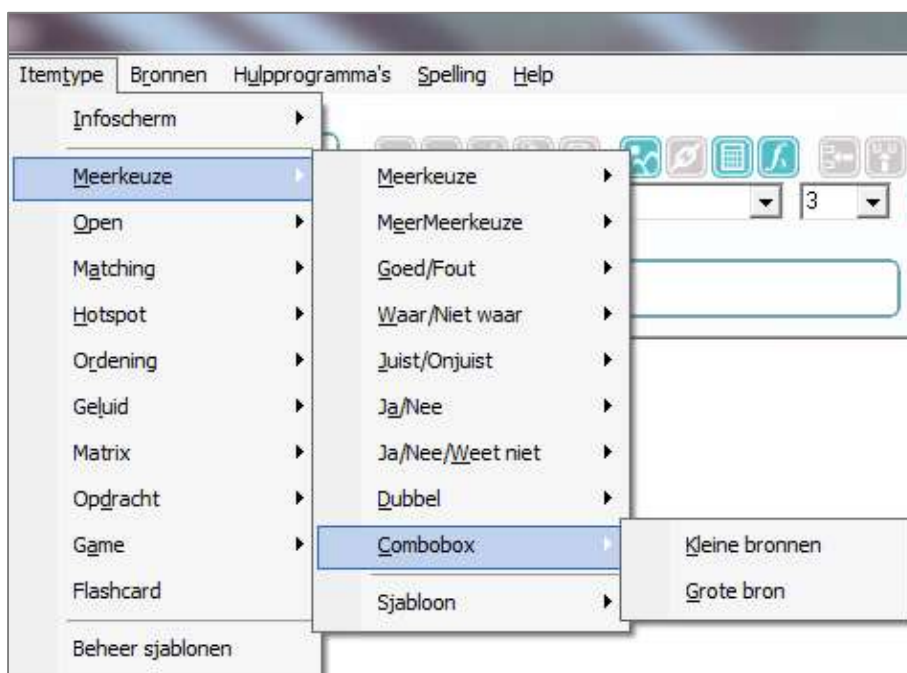 Itemtype Bronnen Hulpprogramma's Spelling Help
Infoscherm
Meerkeuze
Open
Matching
Hotspot
Ordening
Geluid
Matrix
Opdracht
Game
Flashcard
Beheer sjablonen
Meerkeuze
MeerMeerkeuze
Goed/Fout
Waar/Niet waar
Juist/Onjuist
Ja/Nee
Ja/Nee/Weet niet
Dubbel
Combobox
Sjabloon
Kleine bronnen
Grote bron
3